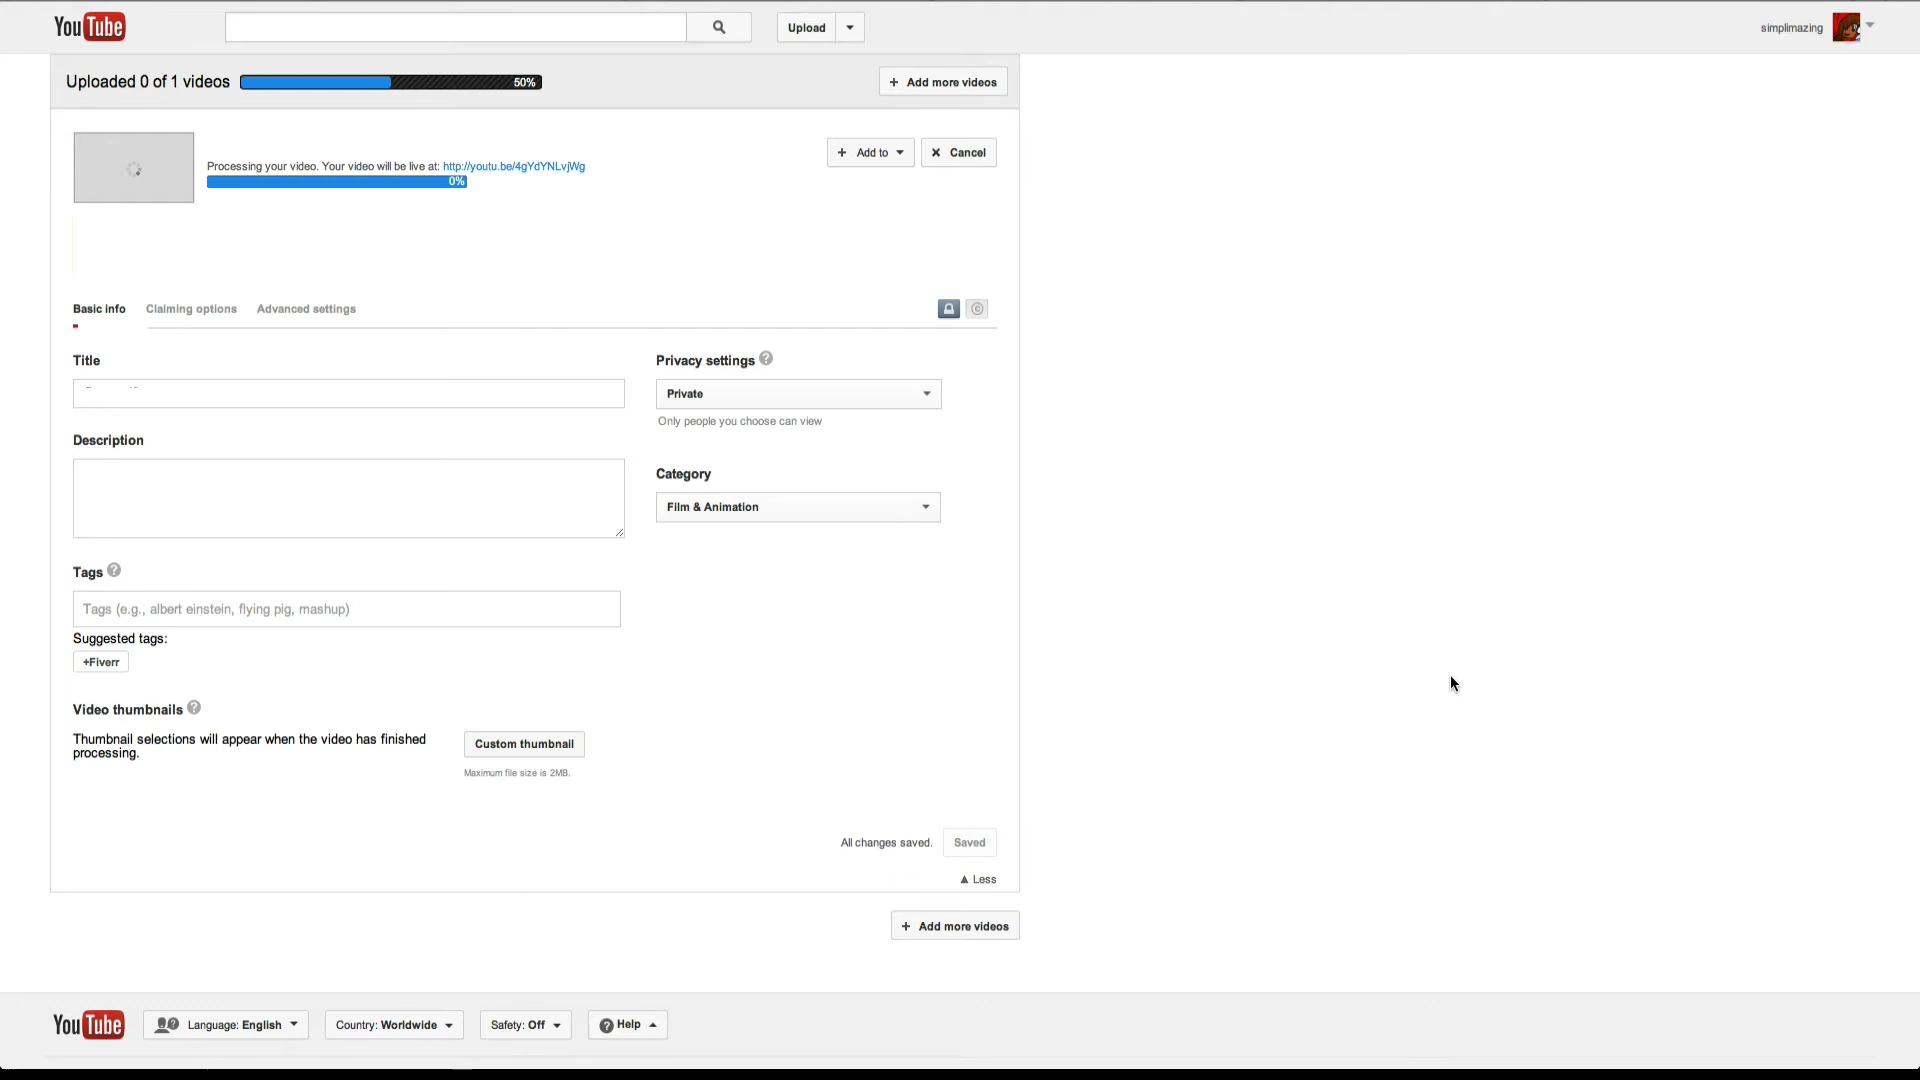 YouTube
Upload
simplimazing
Uploaded 0 of 1 videos
50%
+ Add more videos
Processing your video. Your video will be live at: http://youtu.be/4gYdYNLvjWg
0%
+ Add to
× Cancel
Basic info
Claiming options
Advanced settings
Title
Privacy settings ?
Private
Only people you choose can view
Description
Category
Film & Animation
Tags ?
Tags (e.g., albert einstein, flying pig, mashup)
Suggested tags:
+Fiverr
Video thumbnails ?
Thumbnail selections will appear when the video has finished
processing.
Custom thumbnail
Maximum file size is 2MB.
All changes saved.
Saved
▲ Less
+ Add more videos
YouTube
Language: English
Country: Worldwide
Safety: Off
Help